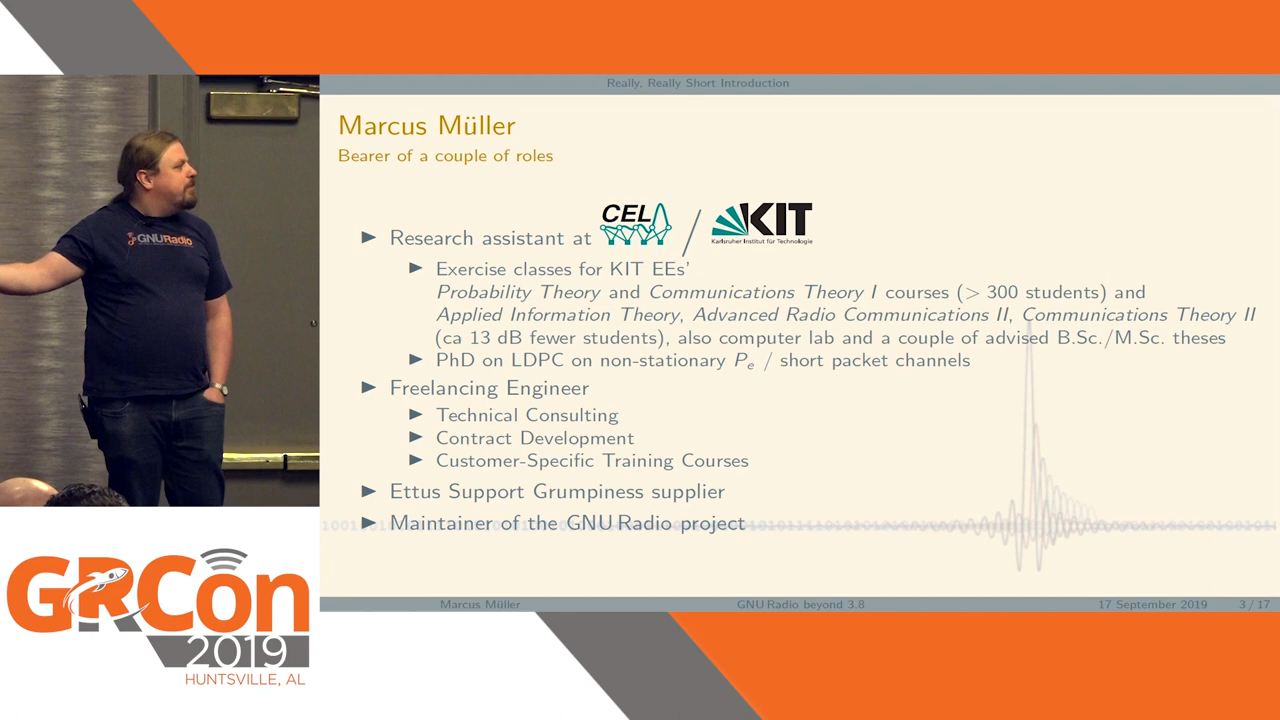 Really, Really Short Introduction
Marcus Müller
Bearer of a couple of roles
Research assistant at CEL / KIT
Karlsruher Institut für Technologie
Exercise classes for KIT EEs'
Probability Theory and Communications Theory I courses (> 300 students) and
Applied Information Theory, Advanced Radio Communications II, Communications Theory II
(ca 13 dB fewer students), also computer lab and a couple of advised B.Sc./M.Sc. theses
PhD on LDPC on non-stationary Pₑ / short packet channels
Freelancing Engineer
Technical Consulting
Contract Development
Customer-Specific Training Courses
Ettus Support Grumpiness supplier
Maintainer of the GNU Radio project
Marcus Müller
GNU Radio beyond 3.8
17 September 2019
3 / 17
GNURadio
GRCon
2019
HUNTSVILLE, AL